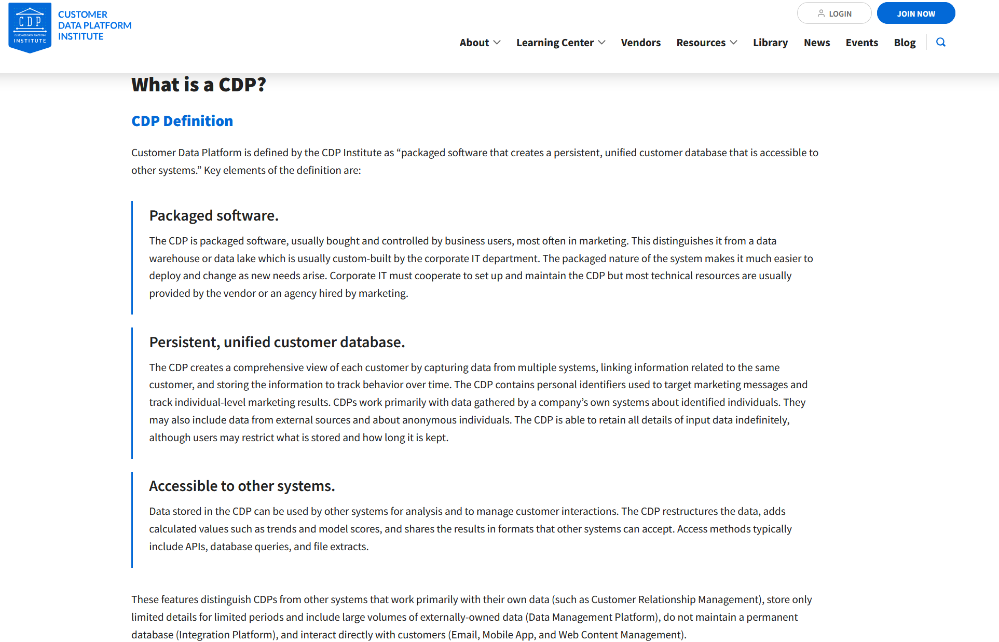 CDP
CUSTOMER DATA PLATFORM
INSTITUTE
CUSTOMER
DATA PLATFORM
INSTITUTE
LOGIN
JOIN NOW
About
Learning Center
Vendors
Resources
Library
News
Events
Blog
What is a CDP?
CDP Definition
Customer Data Platform is defined by the CDP Institute as “packaged software that creates a persistent, unified customer database that is accessible to
other systems.” Key elements of the definition are:
Packaged software.
The CDP is packaged software, usually bought and controlled by business users, most often in marketing. This distinguishes it from a data
warehouse or data lake which is usually custom-built by the corporate IT department. The packaged nature of the system makes it much easier to
deploy and change as new needs arise. Corporate IT must cooperate to set up and maintain the CDP but most technical resources are usually
provided by the vendor or an agency hired by marketing.
Persistent, unified customer database.
The CDP creates a comprehensive view of each customer by capturing data from multiple systems, linking information related to the same
customer, and storing the information to track behavior over time. The CDP contains personal identifiers used to target marketing messages and
track individual-level marketing results. CDPs work primarily with data gathered by a company’s own systems about identified individuals. They
may also include data from external sources and about anonymous individuals. The CDP is able to retain all details of input data indefinitely,
although users may restrict what is stored and how long it is kept.
Accessible to other systems.
Data stored in the CDP can be used by other systems for analysis and to manage customer interactions. The CDP restructures the data, adds
calculated values such as trends and model scores, and shares the results in formats that other systems can accept. Access methods typically
include APIs, database queries, and file extracts.
These features distinguish CDPs from other systems that work primarily with their own data (such as Customer Relationship Management), store only
limited details for limited periods and include large volumes of externally-owned data (Data Management Platform), do not maintain a permanent
database (Integration Platform), and interact directly with customers (Email, Mobile App, and Web Content Management).